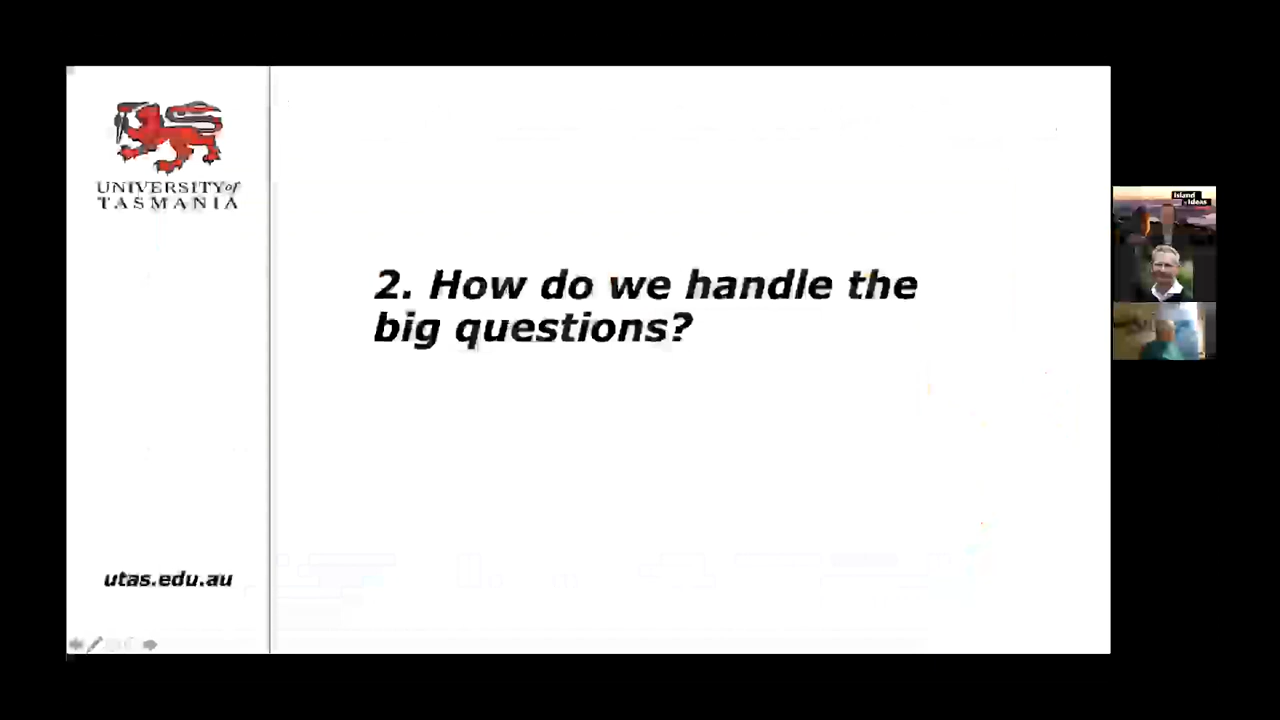 UNIVERSITY of
TASMANIA
2. How do we handle the
big questions?
utas.edu.au
Island
of Ideas